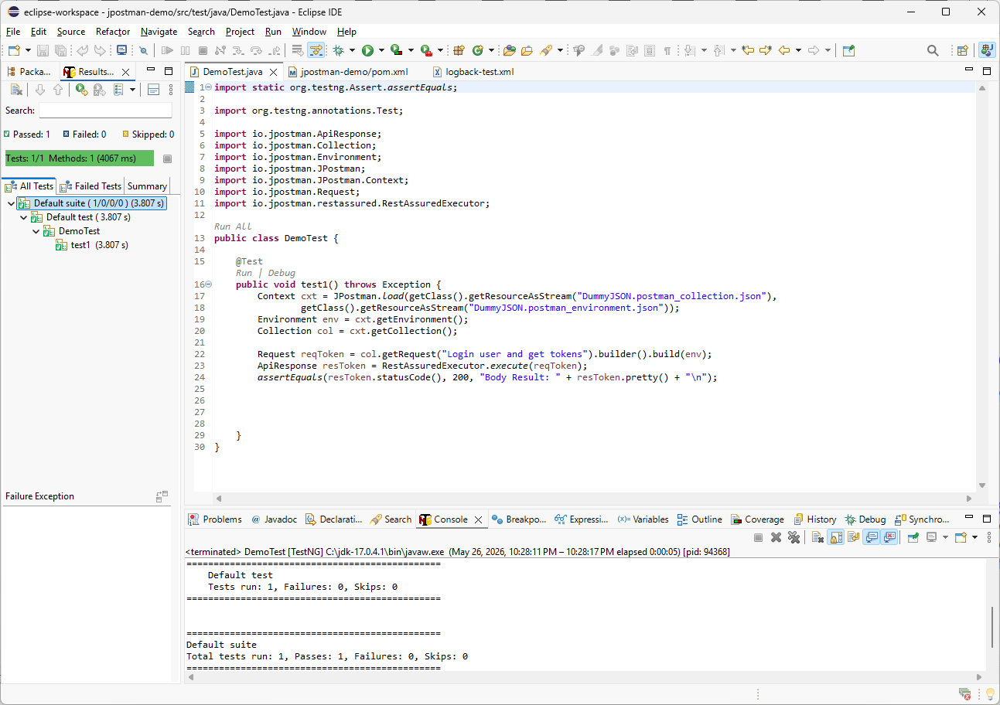 eclipse-workspace - jpostman-demo/src/test/java/DemoTest.java - Eclipse IDE
File Edit Source Refactor Navigate Search Project Run Window Help
Packa... Results...
Search:
Passed: 1 Failed: 0 Skipped: 0
Tests: 1/1 Methods: 1 (4067 ms)
All Tests Failed Tests Summary
Default suite ( 1/0/0/0 ) (3.807 s)
Default test ( 3.807 s)
DemoTest
test1 (3.807 s)
Failure Exception
DemoTest.java jpostman-demo/pom.xml logback-test.xml
1 import static org.testng.Assert.assertEquals;
2
3 import org.testng.annotations.Test;
4
5 import io.jpostman.ApiResponse;
6 import io.jpostman.Collection;
7 import io.jpostman.Environment;
8 import io.jpostman.JPostman;
9 import io.jpostman.JPostman.Context;
10 import io.jpostman.Request;
11 import io.jpostman.restassured.RestAssuredExecutor;
12
Run All
13 public class DemoTest {
14
15     @Test
Run | Debug
16     public void test1() throws Exception {
17         Context cxt = JPostman.load(getClass().getResourceAsStream("DummyJSON.postman_collection.json"),
18                 getClass().getResourceAsStream("DummyJSON.postman_environment.json"));
19         Environment env = cxt.getEnvironment();
20         Collection col = cxt.getCollection();
21
22         Request reqToken = col.getRequest("Login user and get tokens").builder().build(env);
23         ApiResponse resToken = RestAssuredExecutor.execute(reqToken);
24         assertEquals(resToken.statusCode(), 200, "Body Result: " + resToken.pretty() + "\n");
25
26
27
28
29     }
30 }
Problems Javadoc Declarati... Search Console Breakpo... Expressi... Variables Outline Coverage History Debug Synchro...
<terminated> DemoTest [TestNG] C:\jdk-17.0.4.1\bin\javaw.exe (May 26, 2026, 10:28:11 PM – 10:28:17 PM elapsed 0:00:05) [pid: 94368]
===============================================
    Default test
    Tests run: 1, Failures: 0, Skips: 0
===============================================
===============================================
Default suite
Total tests run: 1, Passes: 1, Failures: 0, Skips: 0
===============================================